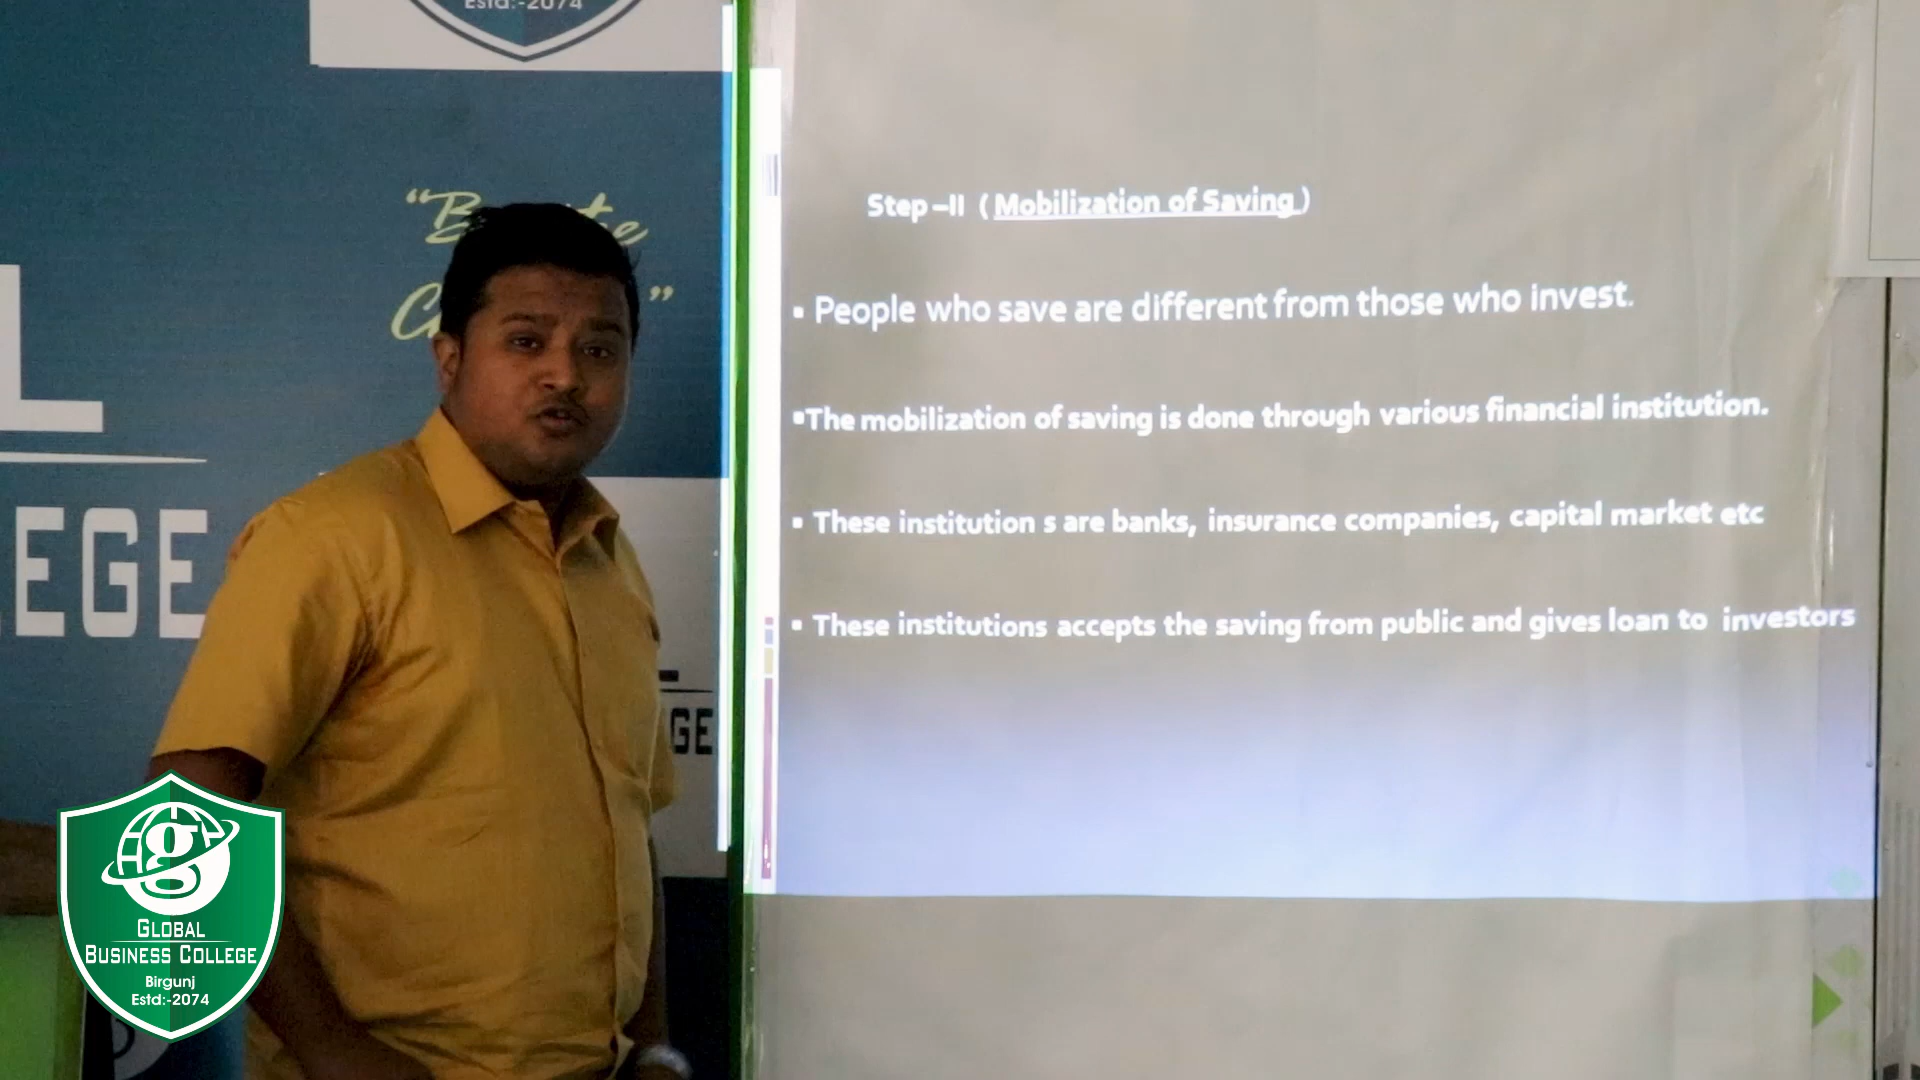 Estd:-2074
"
"
L
LEGE
GE
Step –II ( Mobilization of Saving )
▪ People who save are different from those who invest.
▪The mobilization of saving is done through various financial institution.
▪ These institution s are banks, insurance companies, capital market etc
▪ These institutions accepts the saving from public and gives loan to investors
g
GLOBAL
BUSINESS COLLEGE
Birgunj
Estd:-2074